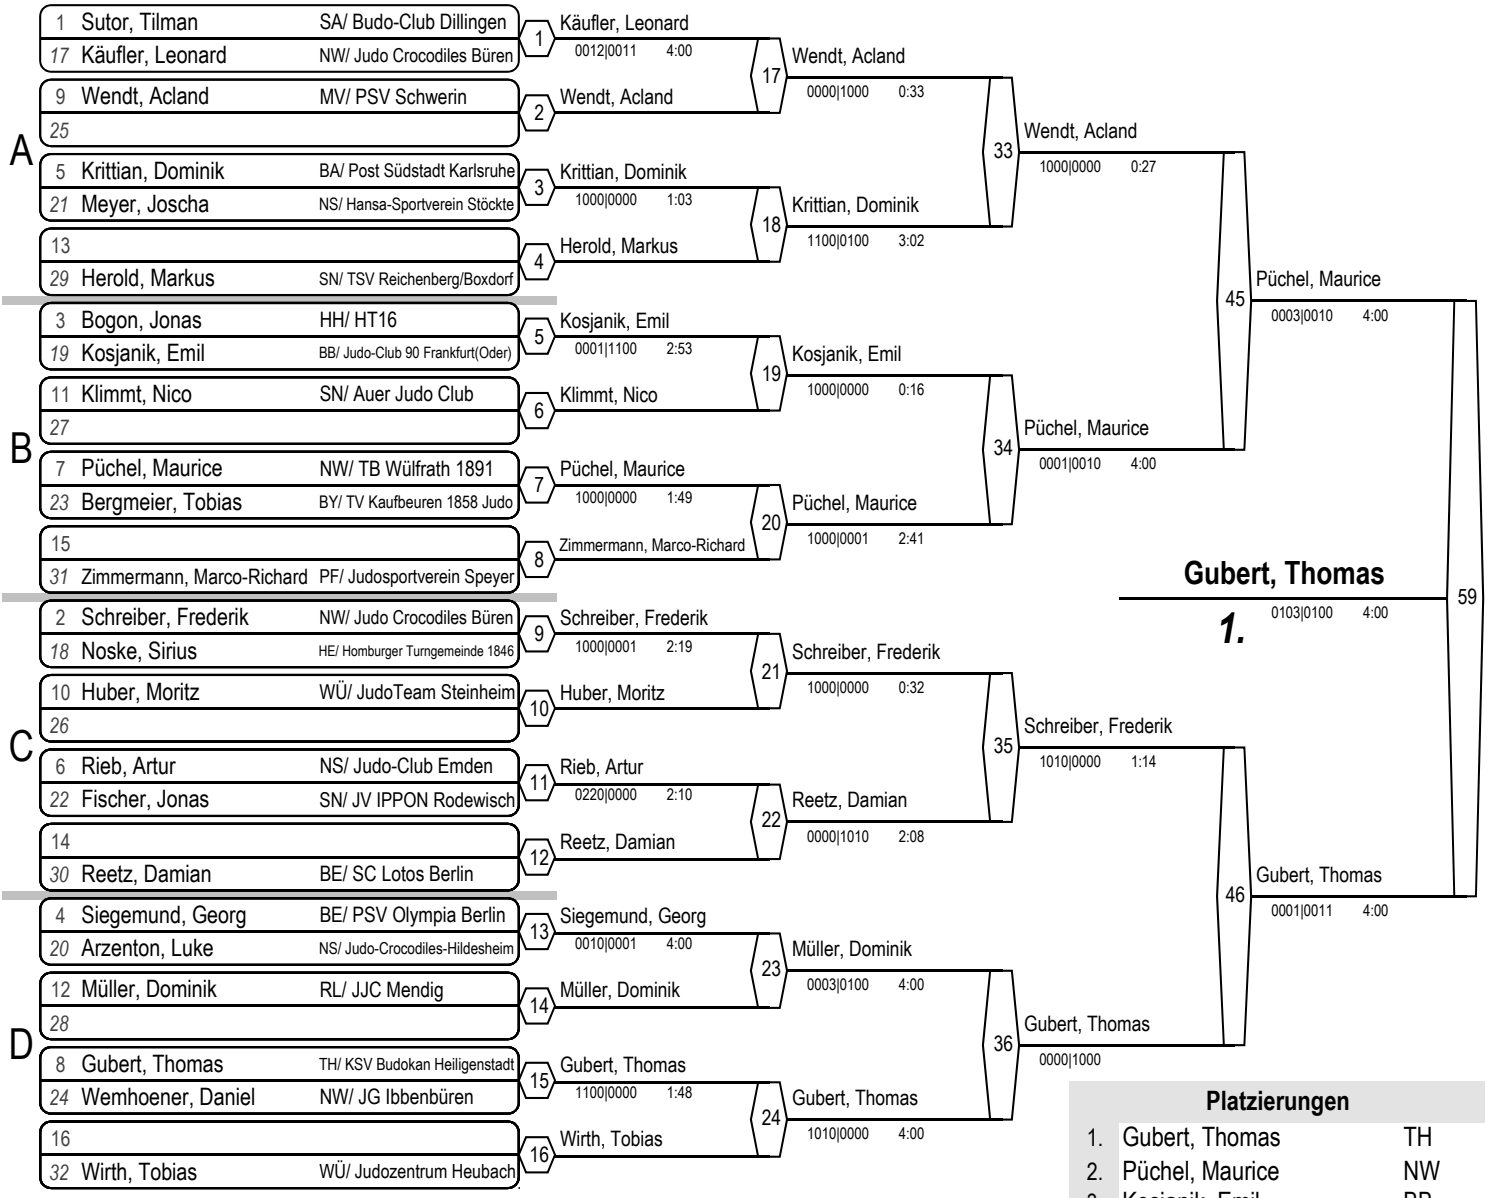 1 Sutor, Tilman SA/ Budo-Club Dillingen
17 Käufler, Leonard NW/ Judo Crocodiles Büren
9 Wendt, Acland MV/ PSV Schwerin
25
A
5 Krittian, Dominik BA/ Post Südstadt Karlsruhe
21 Meyer, Joscha NS/ Hansa-Sportverein Stöckte
13
29 Herold, Markus SN/ TSV Reichenberg/Boxdorf
3 Bogon, Jonas HH/ HT16
19 Kosjanik, Emil BB/ Judo-Club 90 Frankfurt(Oder)
11 Klimmt, Nico SN/ Auer Judo Club
27
B
7 Püchel, Maurice NW/ TB Wülfrath 1891
23 Bergmeier, Tobias BY/ TV Kaufbeuren 1858 Judo
15
31 Zimmermann, Marco-Richard PF/ Judosportverein Speyer
2 Schreiber, Frederik NW/ Judo Crocodiles Büren
18 Noske, Sirius HE/ Homburger Turngemeinde 1846
10 Huber, Moritz WÜ/ JudoTeam Steinheim
26
C
6 Rieb, Artur NS/ Judo-Club Emden
22 Fischer, Jonas SN/ JV IPPON Rodewisch
14
30 Reetz, Damian BE/ SC Lotos Berlin
4 Siegemund, Georg BE/ PSV Olympia Berlin
20 Arzenton, Luke NS/ Judo-Crocodiles-Hildesheim
12 Müller, Dominik RL/ JJC Mendig
28
D
8 Gubert, Thomas TH/ KSV Budokan Heiligenstadt
24 Wemhoener, Daniel NW/ JG Ibbenbüren
16
32 Wirth, Tobias WÜ/ Judozentrum Heubach
1 Käufler, Leonard
0012|0011 4:00
2 Wendt, Acland
3 Krittian, Dominik
1000|0000 1:03
4 Herold, Markus
5 Kosjanik, Emil
0001|1100 2:53
6 Klimmt, Nico
7 Püchel, Maurice
1000|0000 1:49
8 Zimmermann, Marco-Richard
9 Schreiber, Frederik
1000|0001 2:19
10 Huber, Moritz
11 Rieb, Artur
0220|0000 2:10
12 Reetz, Damian
13 Siegemund, Georg
0010|0001 4:00
14 Müller, Dominik
15 Gubert, Thomas
1100|0000 1:48
16 Wirth, Tobias
17 Wendt, Acland
0000|1000 0:33
18 Krittian, Dominik
1100|0100 3:02
19 Kosjanik, Emil
1000|0000 0:16
20 Püchel, Maurice
1000|0001 2:41
21 Schreiber, Frederik
1000|0000 0:32
22 Reetz, Damian
0000|1010 2:08
23 Müller, Dominik
0003|0100 4:00
24 Gubert, Thomas
1010|0000 4:00
33 Wendt, Acland
1000|0000 0:27
34 Püchel, Maurice
0001|0010 4:00
35 Schreiber, Frederik
1010|0000 1:14
36 Gubert, Thomas
0000|1000
45 Püchel, Maurice
0003|0010 4:00
46 Gubert, Thomas
0001|0011 4:00
59
Gubert, Thomas
1. 0103|0100 4:00
Platzierungen
1. Gubert, Thomas TH
2. Püchel, Maurice NW
3. Kosjanik, Emil BB